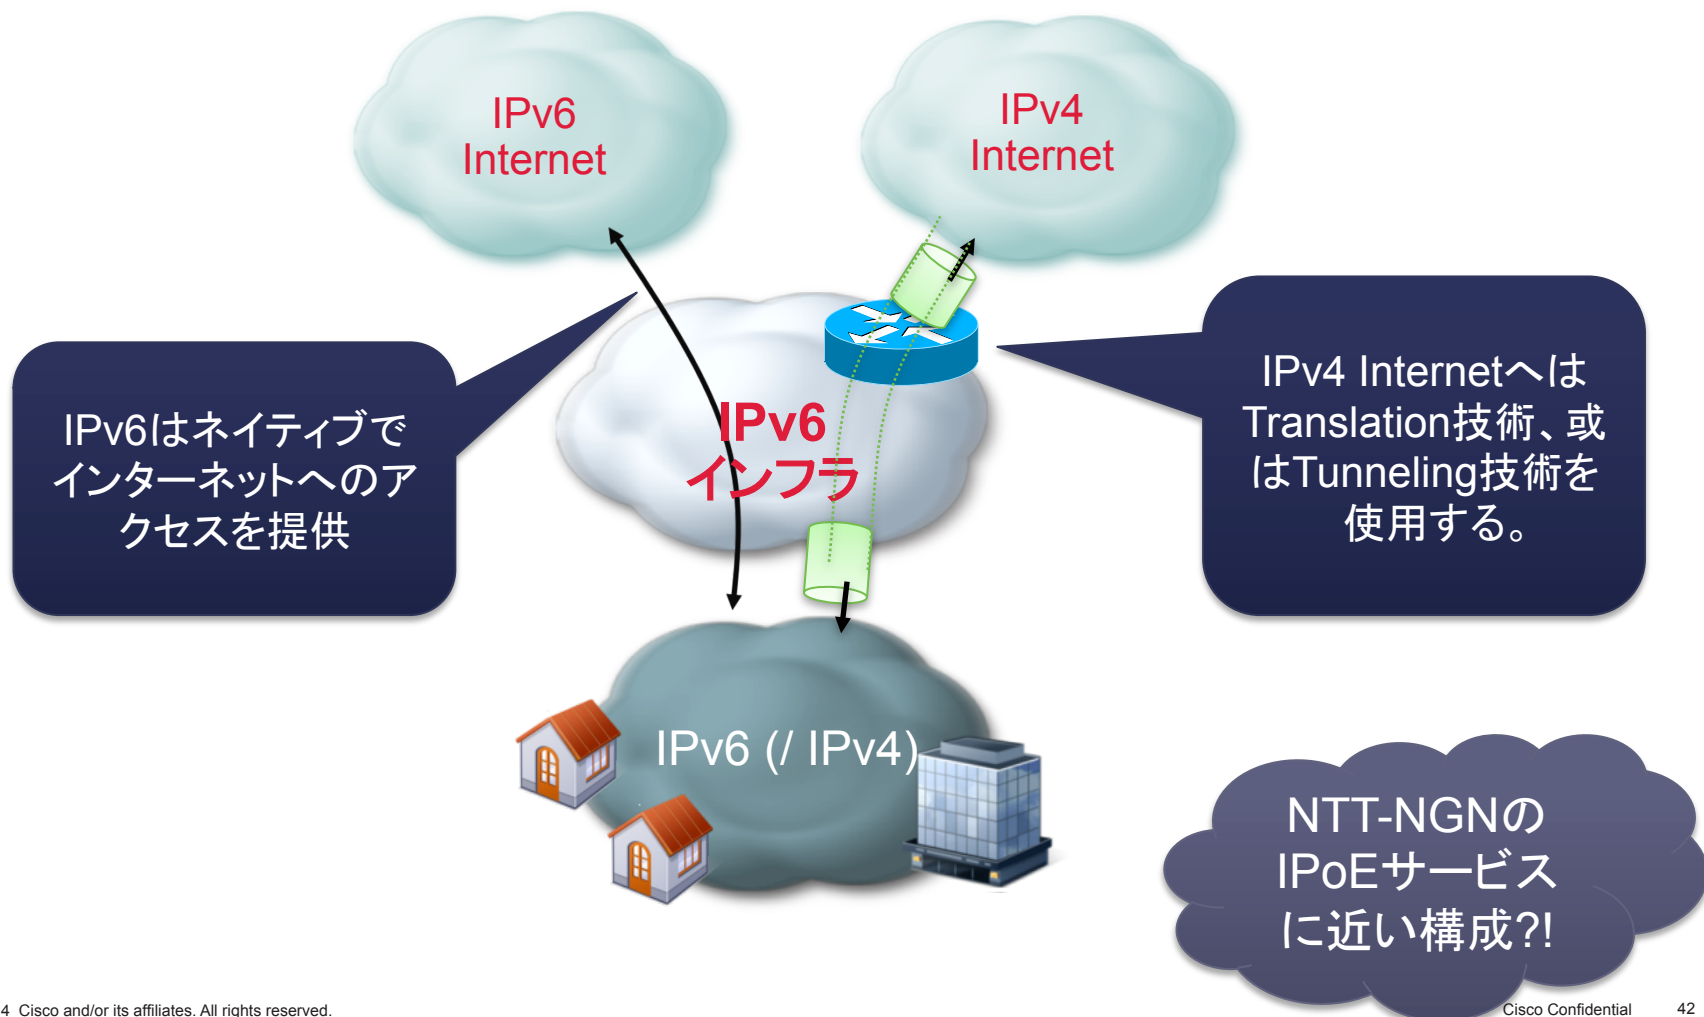 IPv6
Internet
IPv4
Internet
IPv6はネイティブで
インターネットへのア
クセスを提供
IPv6
インフラ
IPv4 Internetへは
Translation技術、或
はTunneling技術を
使用する。
IPv6 (/ IPv4)
NTT-NGNの
IPoEサービス
に近い構成?!
4 Cisco and/or its affiliates. All rights reserved.
Cisco Confidential 42